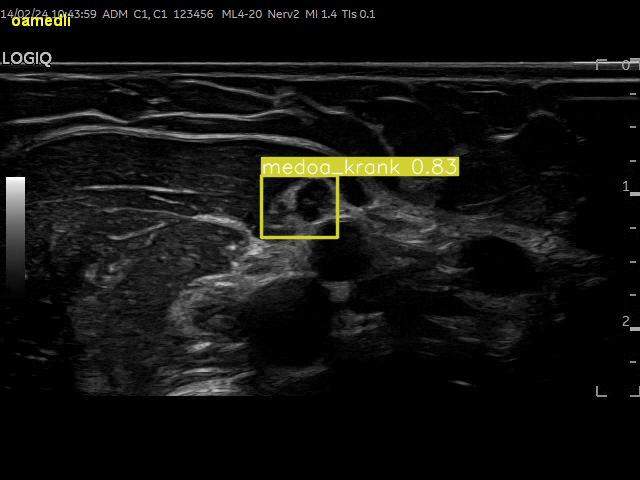 14/02/24 10:43:59 ADM C1, C1 123456 ML4-20 Nerv2 MI 1.4 TIs 0.1
oamedii
LOGIQ
0
medoa_krank 0.83
1
2